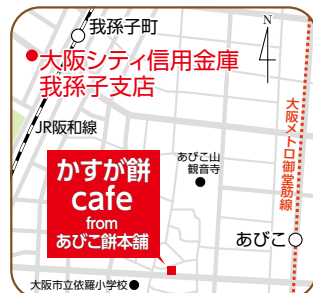 我孫子町
N
大阪シティ信用金庫
我孫子支店
JR阪和線
大阪メトロ御堂筋線
かすが餅
cafe
from
あびこ餅本舗
あびこ山
観音寺
あびこ
大阪市立依羅小学校